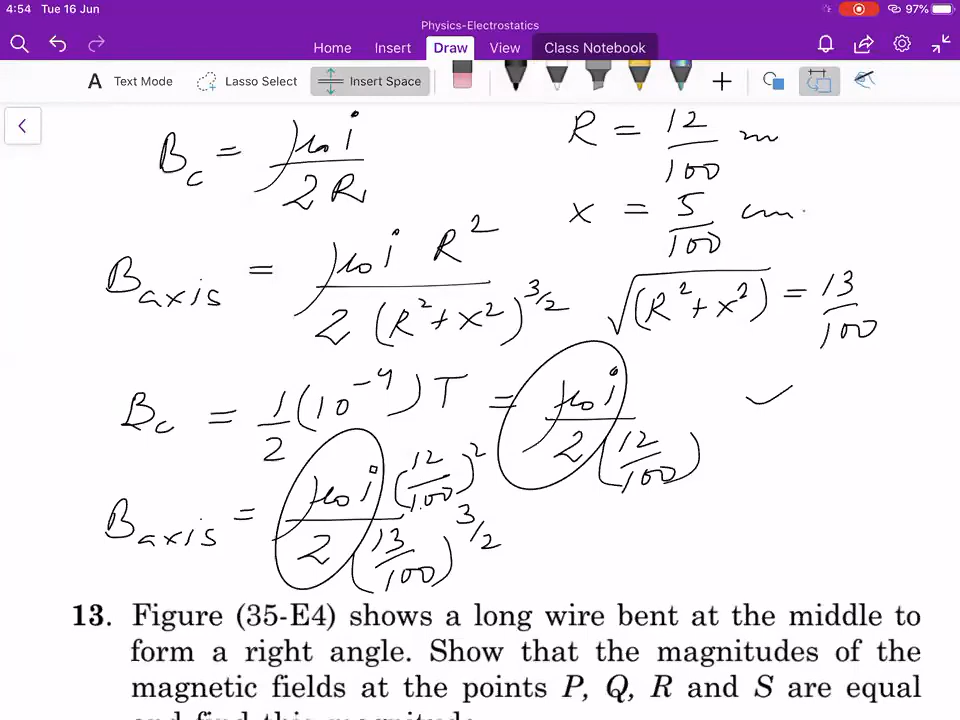 4:54 Tue 16 Jun 97%
Physics-Electrostatics
Home Insert Draw View Class Notebook
A Text Mode Lasso Select Insert Space
B_c = μ₀i / 2R
R = 12/100 m
x = 5/100 cm
B_axis = μ₀i R² / 2 (R²+x²)^3/2
√(R²+x²) = 13/100
B_c = 1/2 (10⁻⁴) T = μ₀i / 2(12/100)
B_axis = μ₀i (12/100)² / 2 (13/100)^3/2
13. Figure (35-E4) shows a long wire bent at the middle to
form a right angle. Show that the magnitudes of the
magnetic fields at the points P, Q, R and S are equal
and find this magnitude